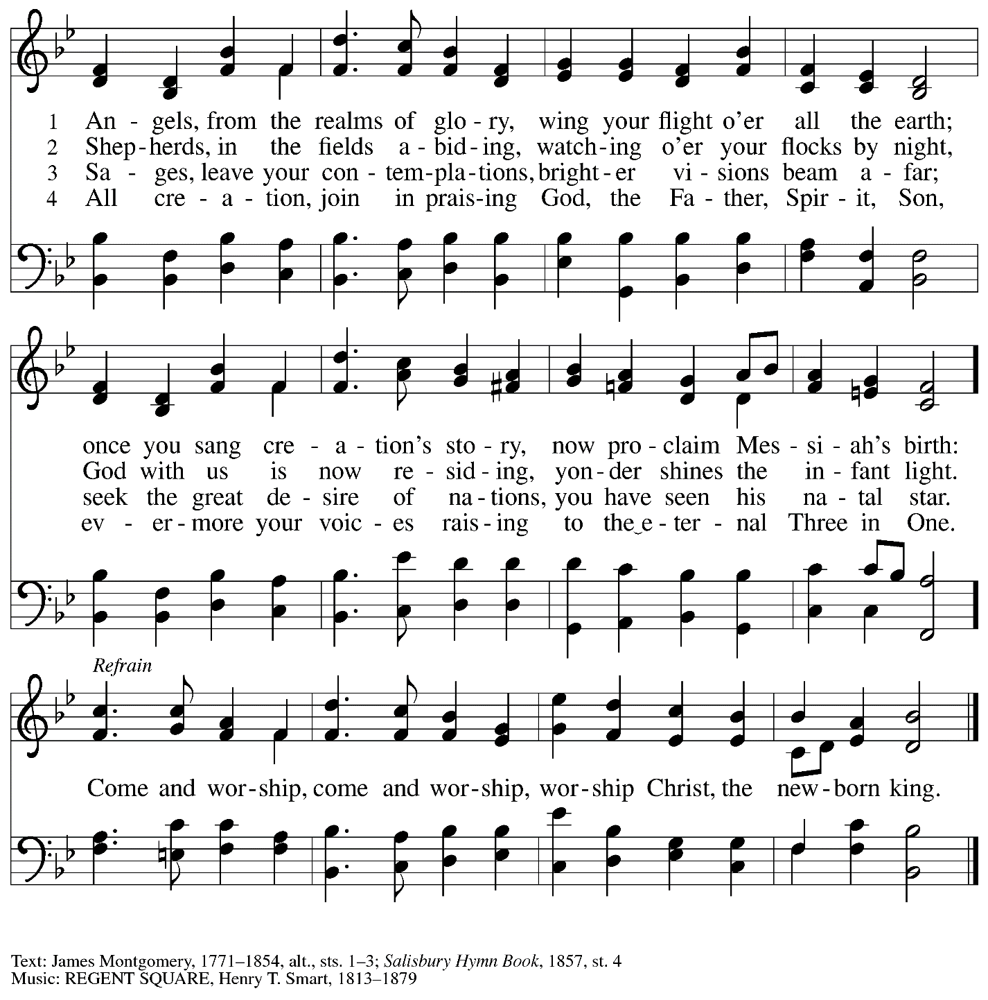 1 An - gels, from the realms of glo - ry, wing your flight o'er all the earth;
2 Shep - herds, in the fields a - bid - ing, watch - ing o'er your flocks by night,
3 Sa - ges, leave your con - tem - pla - tions, bright - er vi - sions beam a - far;
4 All cre - a - tion, join in prais - ing God, the Fa - ther, Spir - it, Son,
once you sang cre - a - tion's sto - ry, now pro - claim Mes - si - ah's birth:
God with us is now re - sid - ing, yon - der shines the in - fant light.
seek the great de - sire of na - tions, you have seen his na - tal star.
ev - er - more your voic - es rais - ing to the‿e - ter - nal Three in One.
Refrain
Come and wor - ship, come and wor - ship, wor - ship Christ, the new - born king.
Text: James Montgomery, 1771–1854, alt., sts. 1–3; Salisbury Hymn Book, 1857, st. 4
Music: REGENT SQUARE, Henry T. Smart, 1813–1879